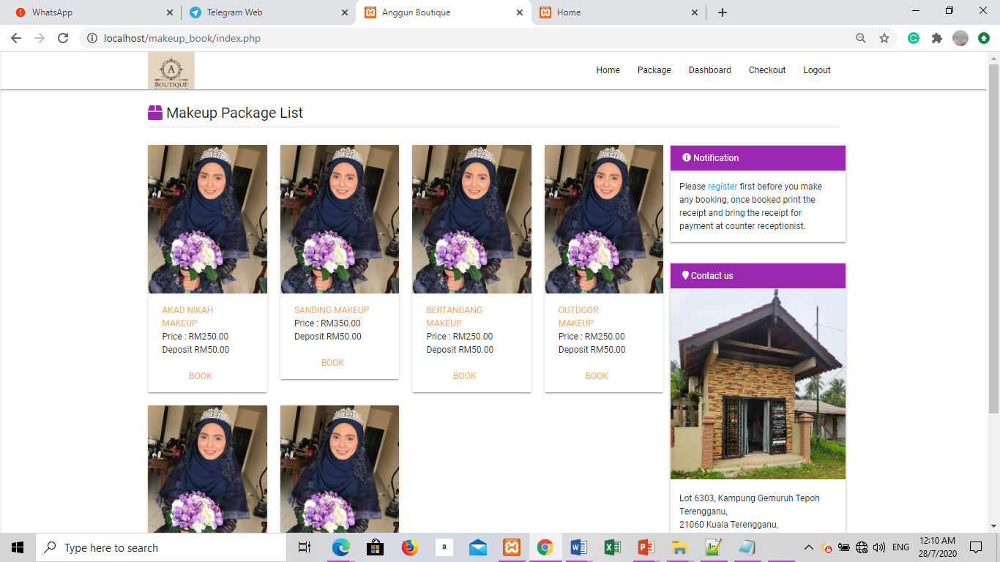 WhatsApp
Telegram Web
Anggun Boutique
Home
localhost/makeup_book/index.php
A
BOUTIQUE
Home
Package
Dashboard
Checkout
Logout
Makeup Package List
AKAD NIKAH
MAKEUP
Price : RM250.00
Deposit RM50.00
BOOK
SANDING MAKEUP
Price : RM350.00
Deposit RM50.00
BOOK
BERTANDANG
MAKEUP
Price : RM250.00
Deposit RM50.00
BOOK
OUTDOOR
MAKEUP
Price : RM250.00
Deposit RM50.00
BOOK
Notification
Please register first before you make
any booking, once booked print the
receipt and bring the receipt for
payment at counter receptionist.
Contact us
Lot 6303, Kampung Gemuruh Tepoh
Terengganu,
21060 Kuala Terengganu,
Type here to search
ENG
12:10 AM
28/7/2020